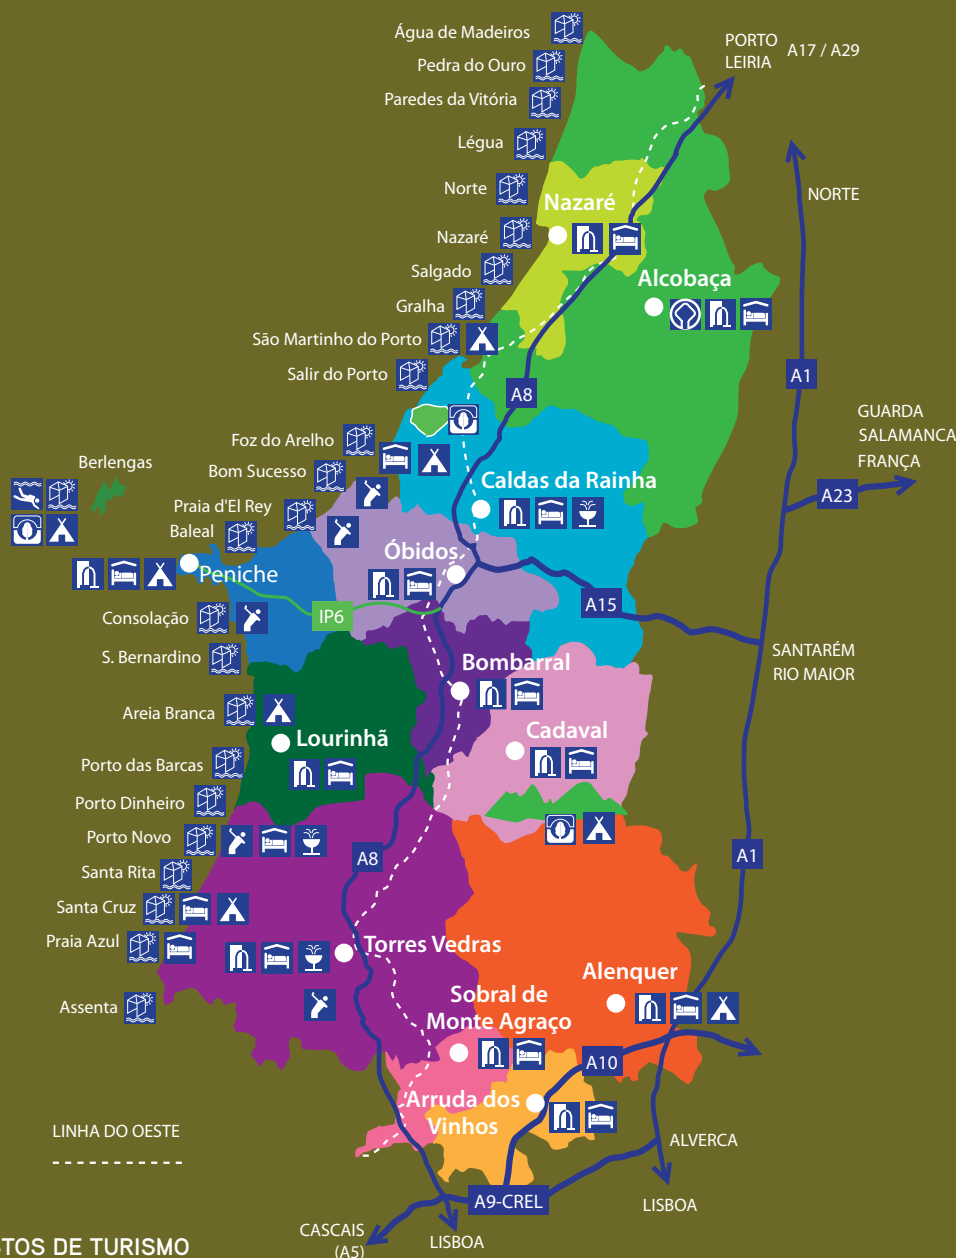 Água de Madeiros
PORTO
LEIRIA
A17 / A29
Pedra do Ouro
Paredes da Vitória
Légua
Norte
NORTE
Nazaré
Nazaré
Salgado
Alcobaça
Gralha
São Martinho do Porto
Salir do Porto
A1
A8
GUARDA
SALAMANCA
FRANÇA
Foz do Arelho
Berlengas
Bom Sucesso
Caldas da Rainha
A23
Praia d'El Rey
Baleal
Óbidos
Peniche
A15
Consolação
IP6
SANTARÉM
RIO MAIOR
S. Bernardino
Bombarral
Areia Branca
Cadaval
Lourinhã
Porto das Barcas
Porto Dinheiro
Porto Novo
A8
A1
Santa Rita
Santa Cruz
Praia Azul
Torres Vedras
Alenquer
Assenta
Sobral de
Monte Agraço
A10
Arruda dos
Vinhos
LINHA DO OESTE
ALVERCA
A9-CREL
LISBOA
CASCAIS
(A5)
LISBOA
STOS DE TURISMO